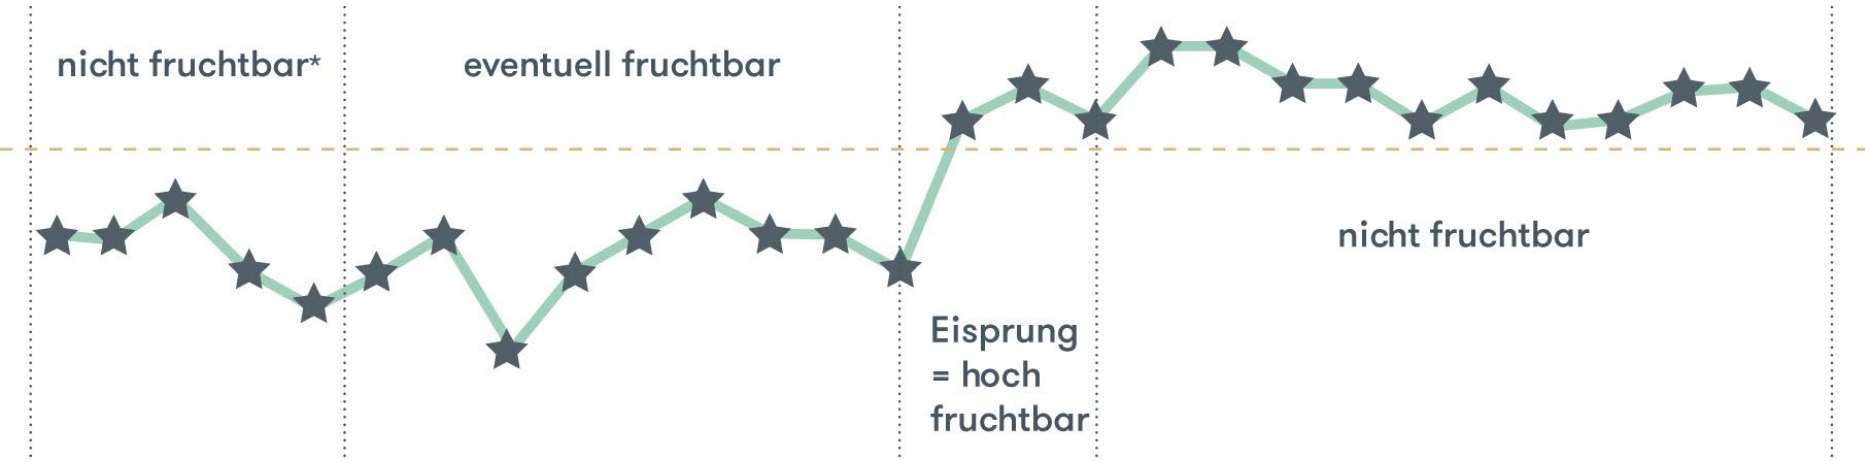 nicht fruchtbar*
eventuell fruchtbar
Eisprung
= hoch
fruchtbar
nicht fruchtbar